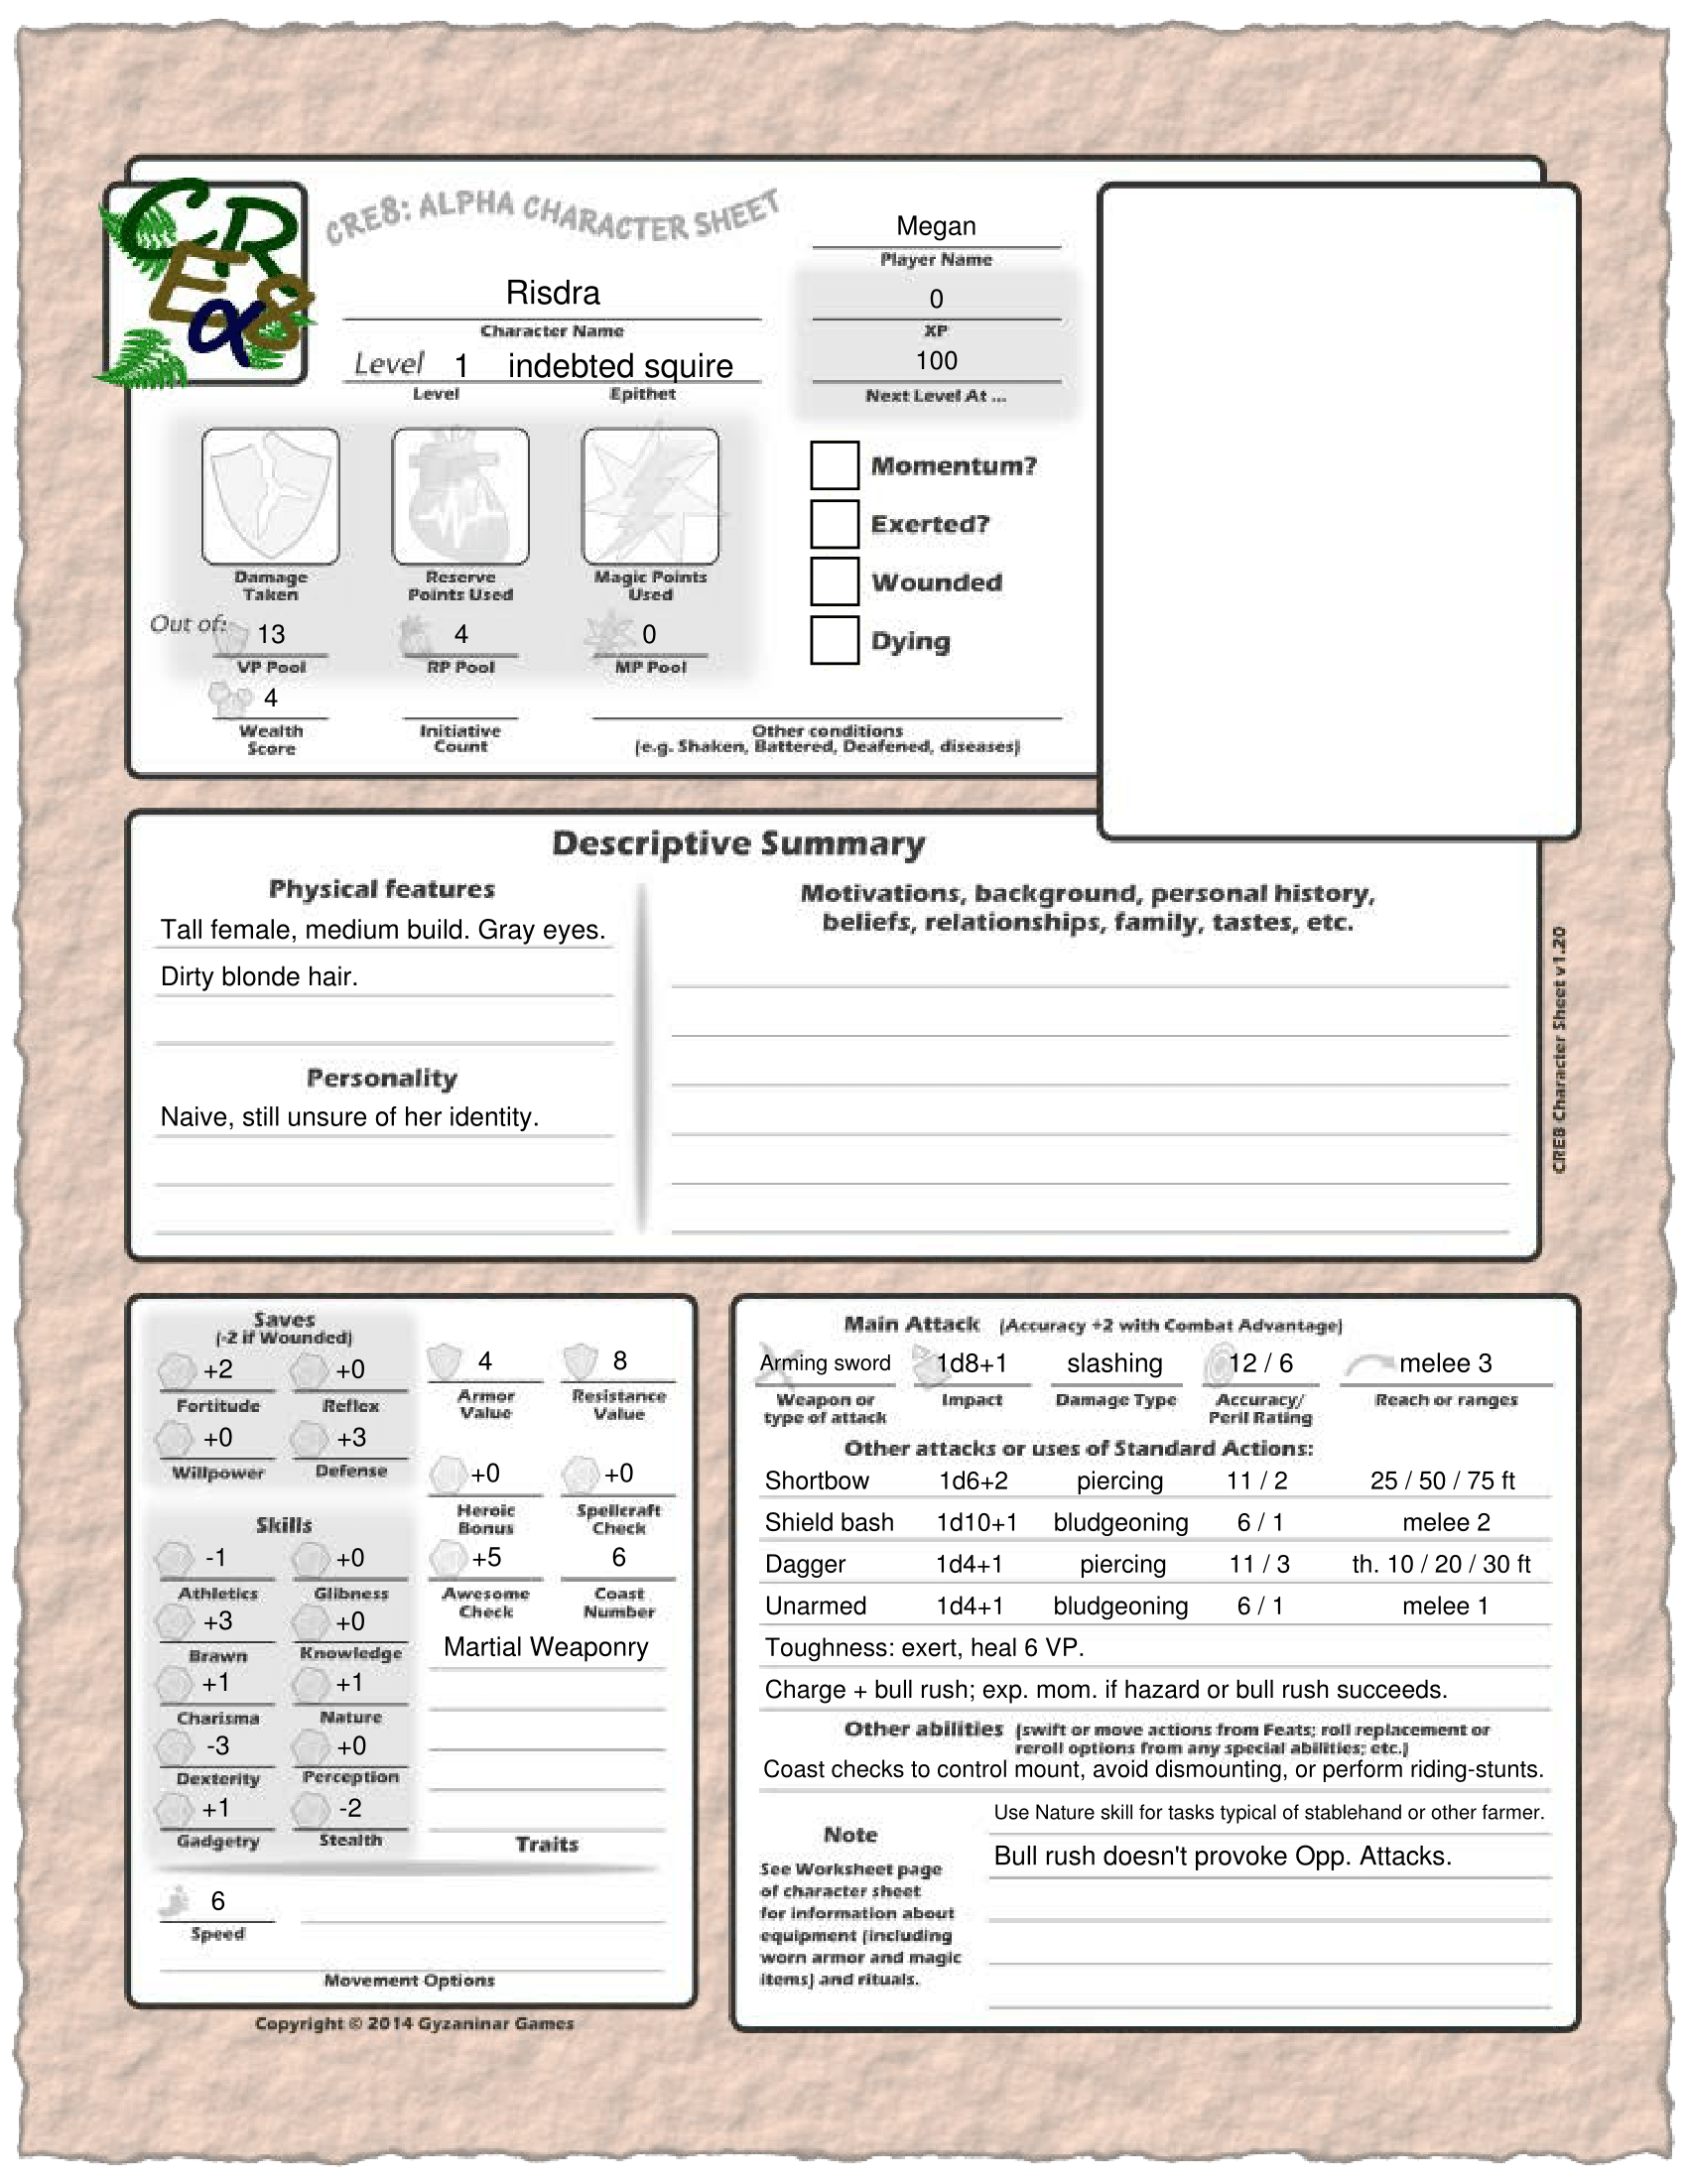 CRE8α
CRE8: ALPHA CHARACTER SHEET
Megan
Player Name
Risdra
Character Name
Level 1 indebted squire
Level Epithet
0
XP
100
Next Level At ...
Momentum?
Exerted?
Wounded
Dying
Damage Taken
Reserve Points Used
Magic Points Used
Out of: 13 4 0
VP Pool RP Pool MP Pool
4
Wealth Score
Initiative Count
Other conditions
(e.g. Shaken, Battered, Deafened, diseases)
Descriptive Summary
Physical features
Tall female, medium build. Gray eyes.
Dirty blonde hair.
Personality
Naive, still unsure of her identity.
Motivations, background, personal history,
beliefs, relationships, family, tastes, etc.
CRE8 Character Sheet v1.20
Saves
(-2 if Wounded)
+2 +0
Fortitude Reflex
+0 +3
Willpower Defense
4 8
Armor Value
Resistance Value
+0 +0
Heroic Bonus
Spellcraft Check
+5 6
Awesome Check
Coast Number
Skills
-1 +0
Athletics Glibness
+3 +0
Brawn Knowledge
+1 +1
Charisma Nature
-3 +0
Dexterity Perception
+1 -2
Gadgetry Stealth
Martial Weaponry
Traits
6
Speed
Movement Options
Copyright © 2014 Gyzaninar Games
Main Attack (Accuracy +2 with Combat Advantage)
Arming sword 1d8+1 slashing 12 / 6 melee 3
Weapon or type of attack
Impact
Damage Type
Accuracy/ Peril Rating
Reach or ranges
Other attacks or uses of Standard Actions:
Shortbow 1d6+2 piercing 11 / 2 25 / 50 / 75 ft
Shield bash 1d10+1 bludgeoning 6 / 1 melee 2
Dagger 1d4+1 piercing 11 / 3 th. 10 / 20 / 30 ft
Unarmed 1d4+1 bludgeoning 6 / 1 melee 1
Toughness: exert, heal 6 VP.
Charge + bull rush; exp. mom. if hazard or bull rush succeeds.
Other abilities (swift or move actions from Feats; roll replacement or
reroll options from any special abilities; etc.)
Coast checks to control mount, avoid dismounting, or perform riding-stunts.
Use Nature skill for tasks typical of stablehand or other farmer.
Bull rush doesn't provoke Opp. Attacks.
Note
See Worksheet page
of character sheet
for information about
equipment (including
worn armor and magic
items) and rituals.